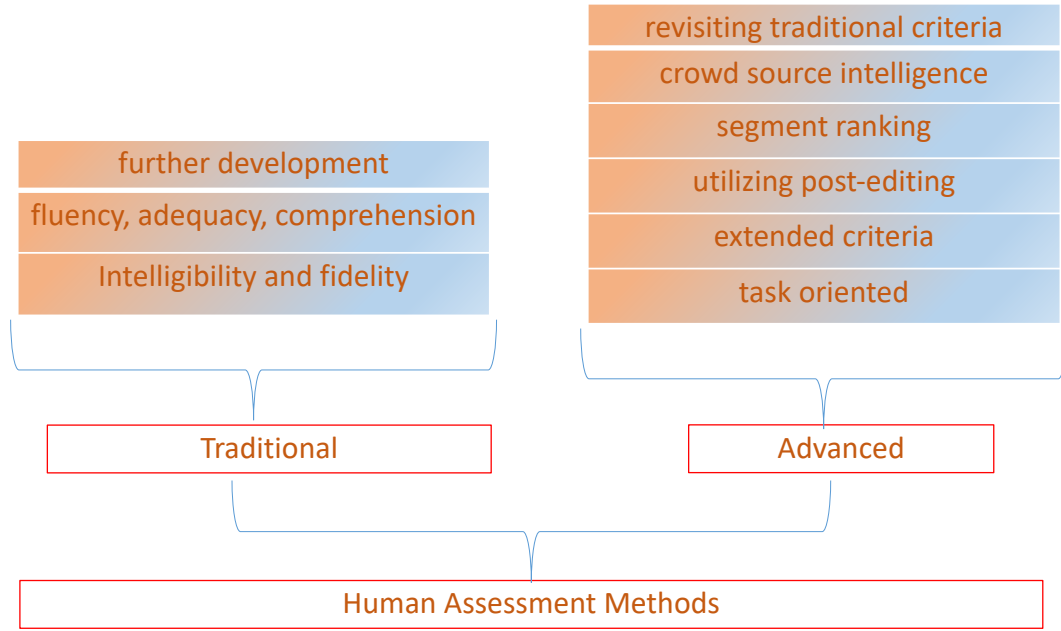 revisiting traditional criteria
crowd source intelligence
segment ranking
utilizing post-editing
extended criteria
task oriented
further development
fluency, adequacy, comprehension
Intelligibility and fidelity
Traditional
Advanced
Human Assessment Methods